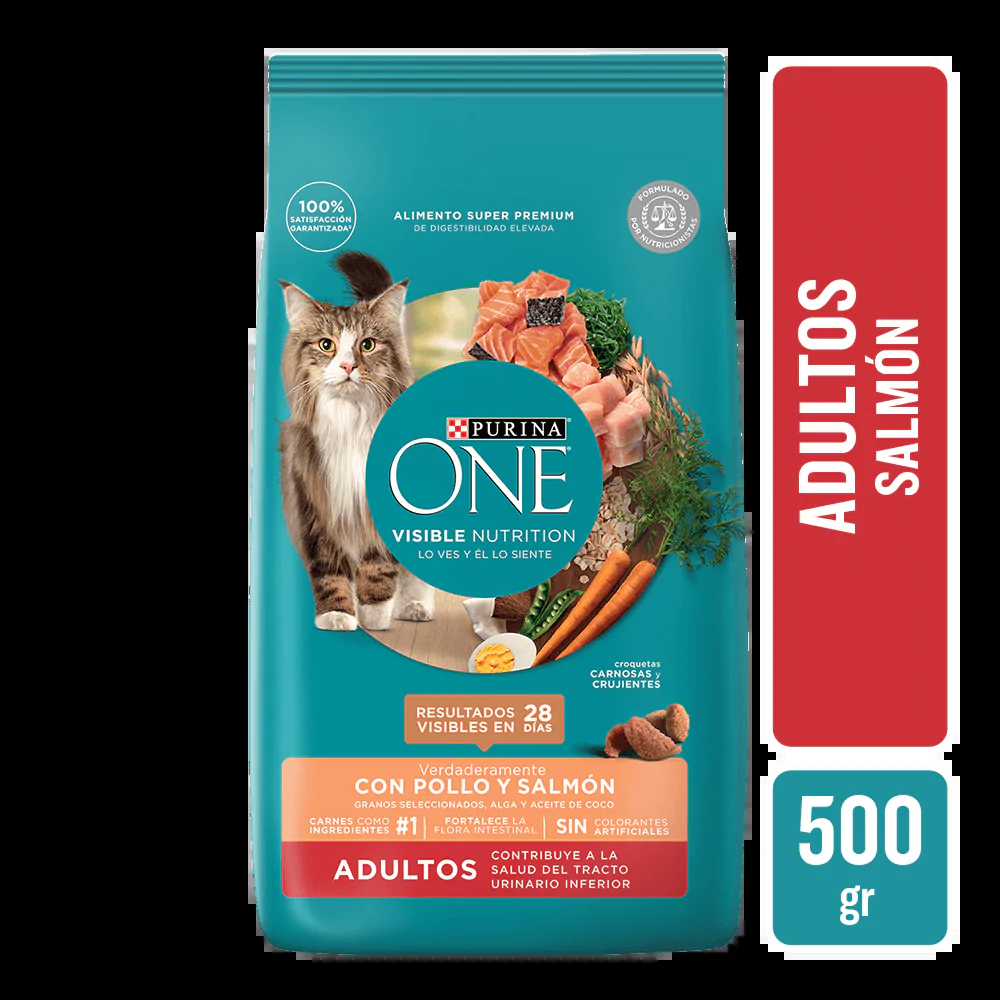 100%
SATISFACCIÓN
GARANTIZADA²
ALIMENTO SUPER PREMIUM
DE DIGESTIBILIDAD ELEVADA
FORMULADO
POR NUTRICIONISTAS
PURINA
ONE
VISIBLE NUTRITION
LO VES Y ÉL LO SIENTE
croquetas
CARNOSAS y
CRUJIENTES
RESULTADOS
VISIBLES EN 28
DÍAS
Verdaderamente
CON POLLO Y SALMÓN
GRANOS SELECCIONADOS, ALGA Y ACEITE DE COCO
CARNES COMO
INGREDIENTES #1
FORTALECE LA
FLORA INTESTINAL
SIN COLORANTES
ARTIFICIALES
ADULTOS
CONTRIBUYE A LA
SALUD DEL TRACTO
URINARIO INFERIOR
ADULTOS
SALMÓN
500
gr